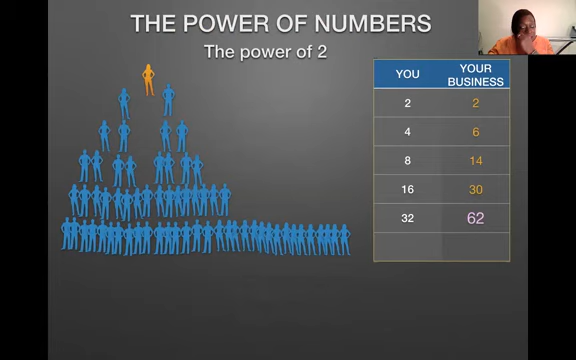 THE POWER OF NUMBERS
The power of 2
YOU YOUR BUSINESS
2 2
4 6
8 14
16 30
32 62